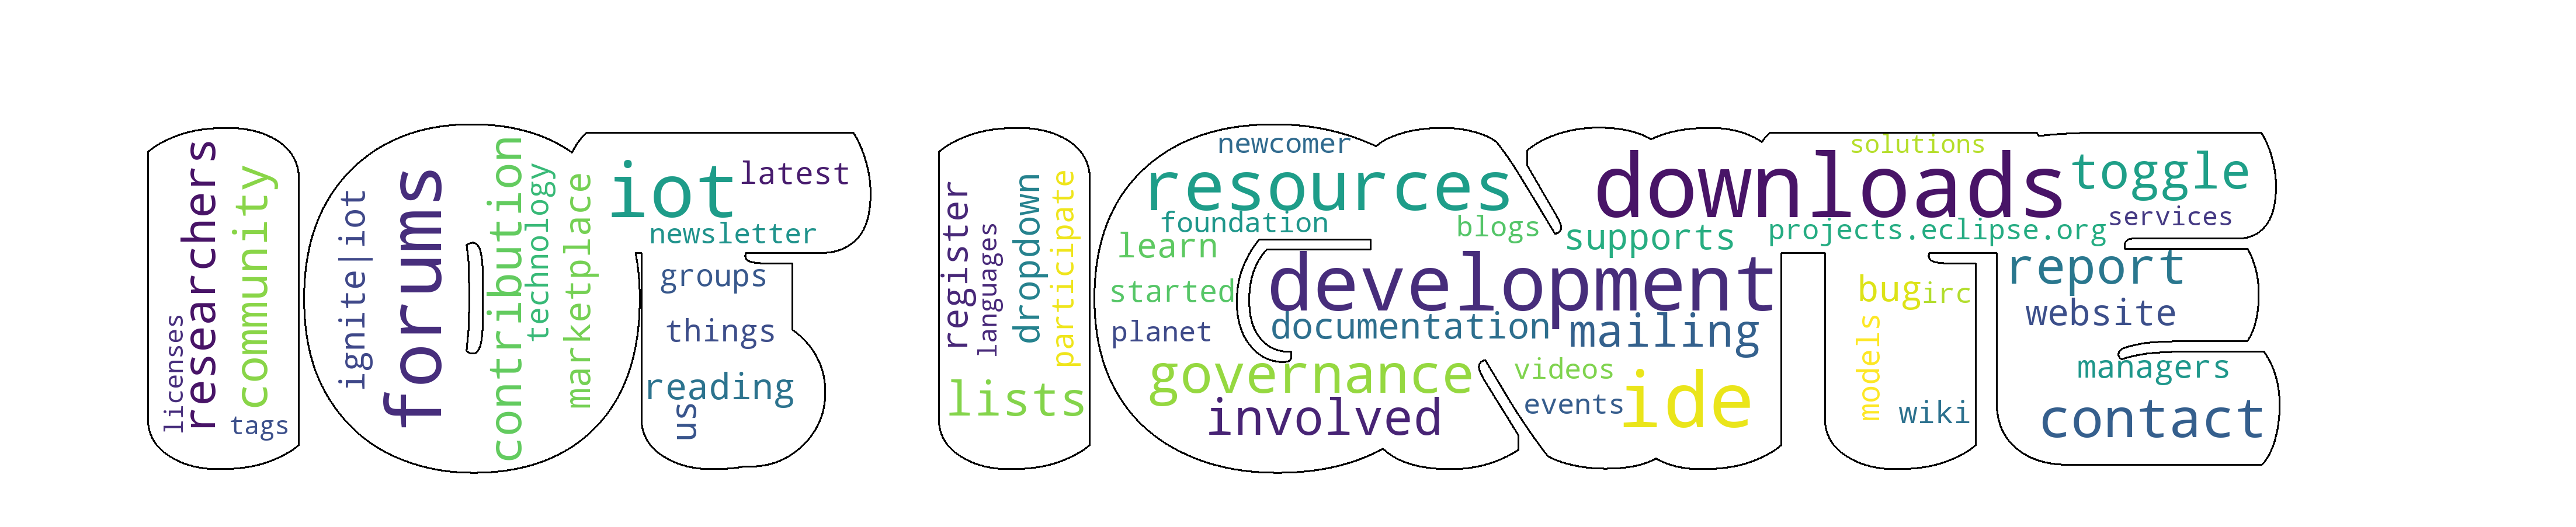 researchers
community
licenses
tags
ignite|iot
forums
contribution
technology
marketplace
iot
latest
newsletter
groups
things
reading
us
register
languages
dropdown
participate
lists
newcomer
resources
foundation
blogs
learn
started
planet
development
documentation
mailing
governance
involved
videos
events
ide
downloads
solutions
toggle
services
supports
projects.eclipse.org
bug
irc
models
wiki
report
website
managers
contact